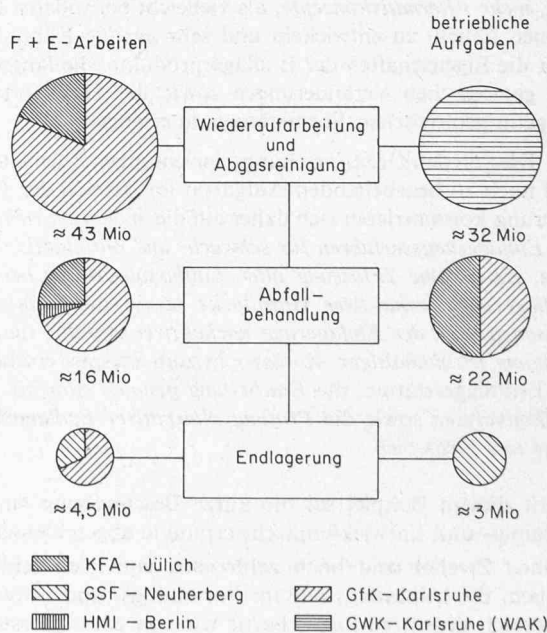 F + E-Arbeiten
betriebliche
Aufgaben
Wiederaufarbeitung
und
Abgasreinigung
≈ 43 Mio
≈ 32 Mio
Abfall-
behandlung
≈ 16 Mio
≈ 22 Mio
Endlagerung
≈ 4,5 Mio
≈ 3 Mio
KFA - Jülich
GSF - Neuherberg
GfK - Karlsruhe
HMI - Berlin
GWK - Karlsruhe (WAK)